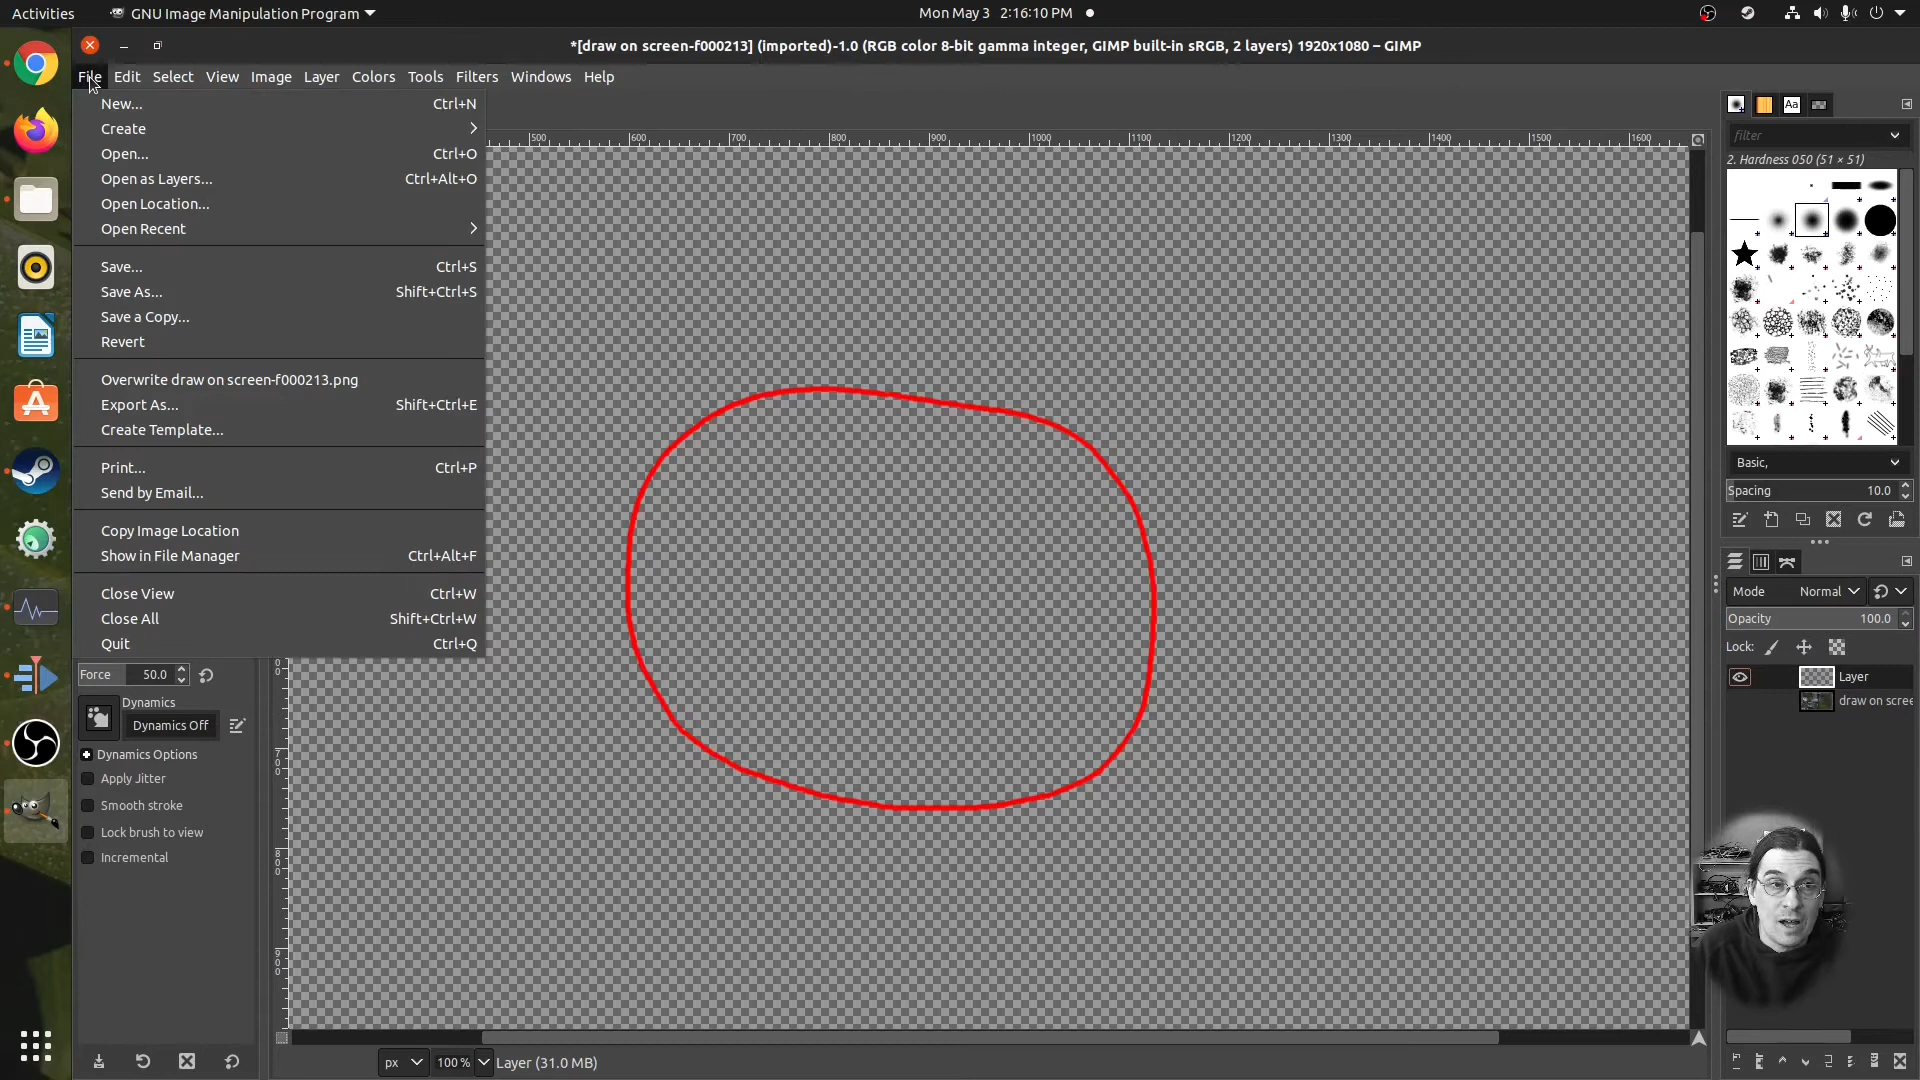 Activities
GNU Image Manipulation Program
Mon May 3 2:16:10 PM
*[draw on screen-f000213] (imported)-1.0 (RGB color 8-bit gamma integer, GIMP built-in sRGB, 2 layers) 1920x1080 – GIMP
File Edit Select View Image Layer Colors Tools Filters Windows Help
New... Ctrl+N
Create
Open... Ctrl+O
Open as Layers... Ctrl+Alt+O
Open Location...
Open Recent
Save... Ctrl+S
Save As... Shift+Ctrl+S
Save a Copy...
Revert
Overwrite draw on screen-f000213.png
Export As... Shift+Ctrl+E
Create Template...
Print... Ctrl+P
Send by Email...
Copy Image Location
Show in File Manager Ctrl+Alt+F
Close View Ctrl+W
Close All Shift+Ctrl+W
Quit Ctrl+Q
Force 50.0
Dynamics
Dynamics Off
Dynamics Options
Apply Jitter
Smooth stroke
Lock brush to view
Incremental
500 600 700 800 900 1000 1100 1200 1300 1400 1500 1600
700
800
900
px 100 % Layer (31.0 MB)
Aa
filter
2. Hardness 050 (51 × 51)
Basic,
Spacing 10.0
Mode Normal
Opacity 100.0
Lock:
Layer
draw on scree